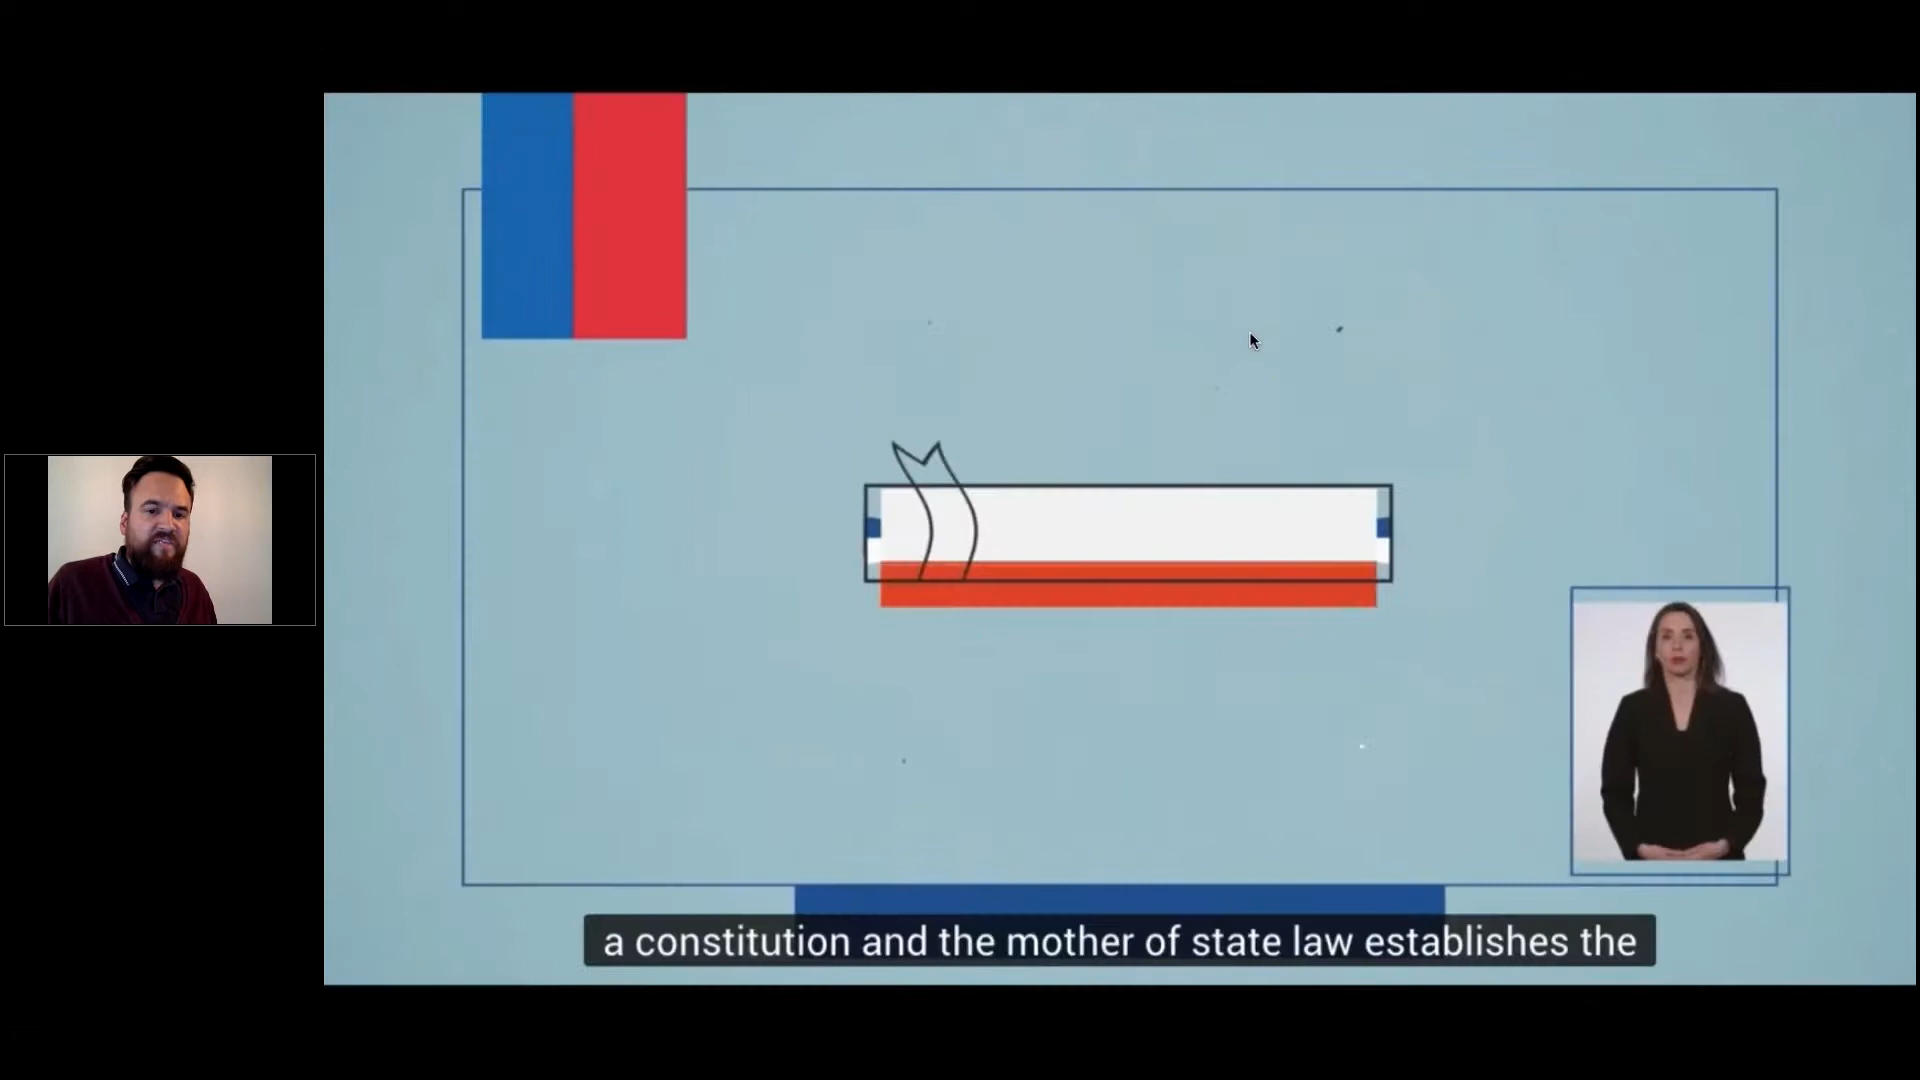 a constitution and the mother of state law establishes the